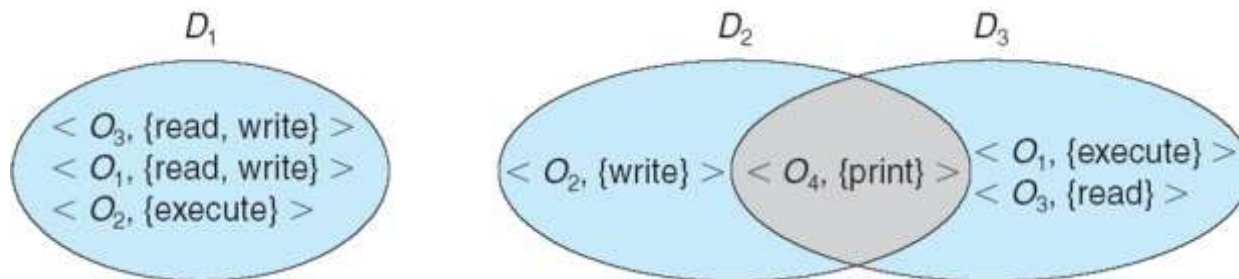 D₁
< O₃, {read, write} >
< O₁, {read, write} >
< O₂, {execute} >
D₂
D₃
< O₂, {write} >
< O₄, {print} >
< O₁, {execute} >
< O₃, {read} >